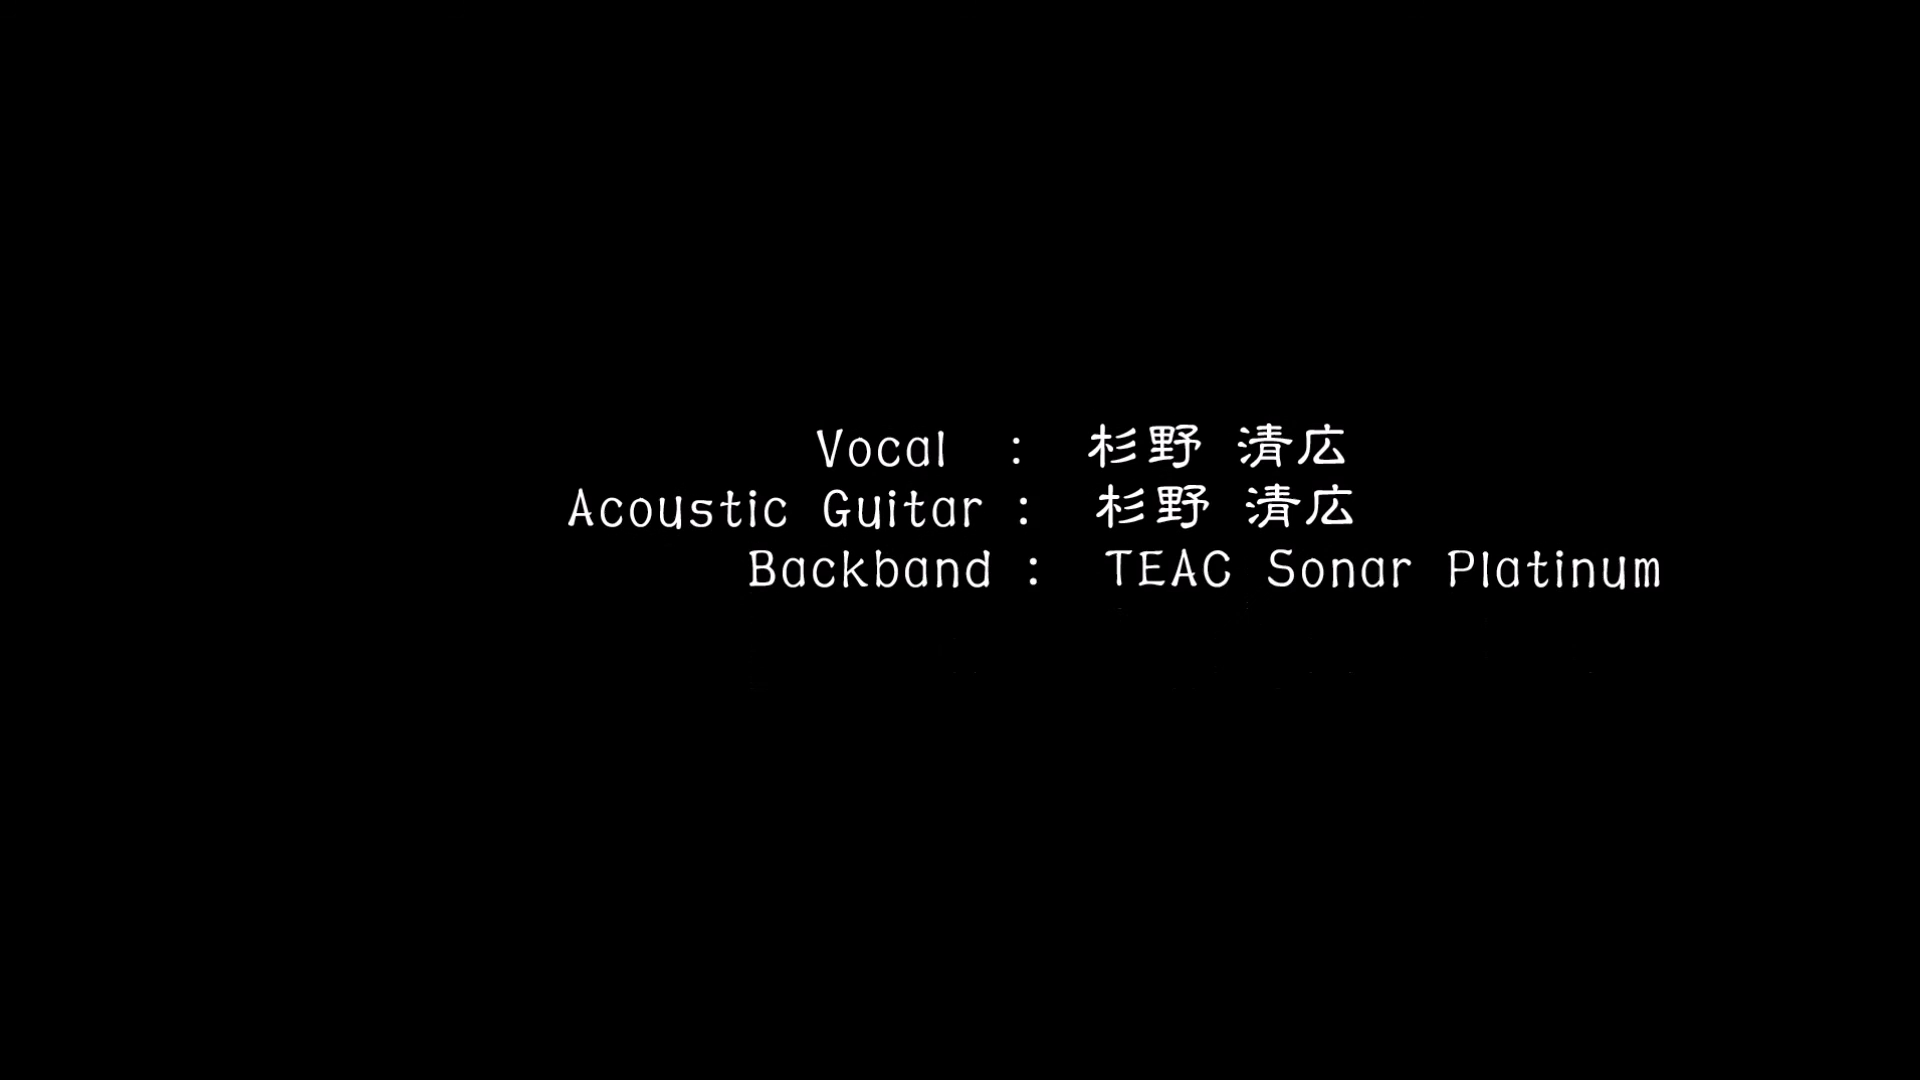 Vocal : 杉野 清広
Acoustic Guitar : 杉野 清広
Backband : TEAC Sonar Platinum